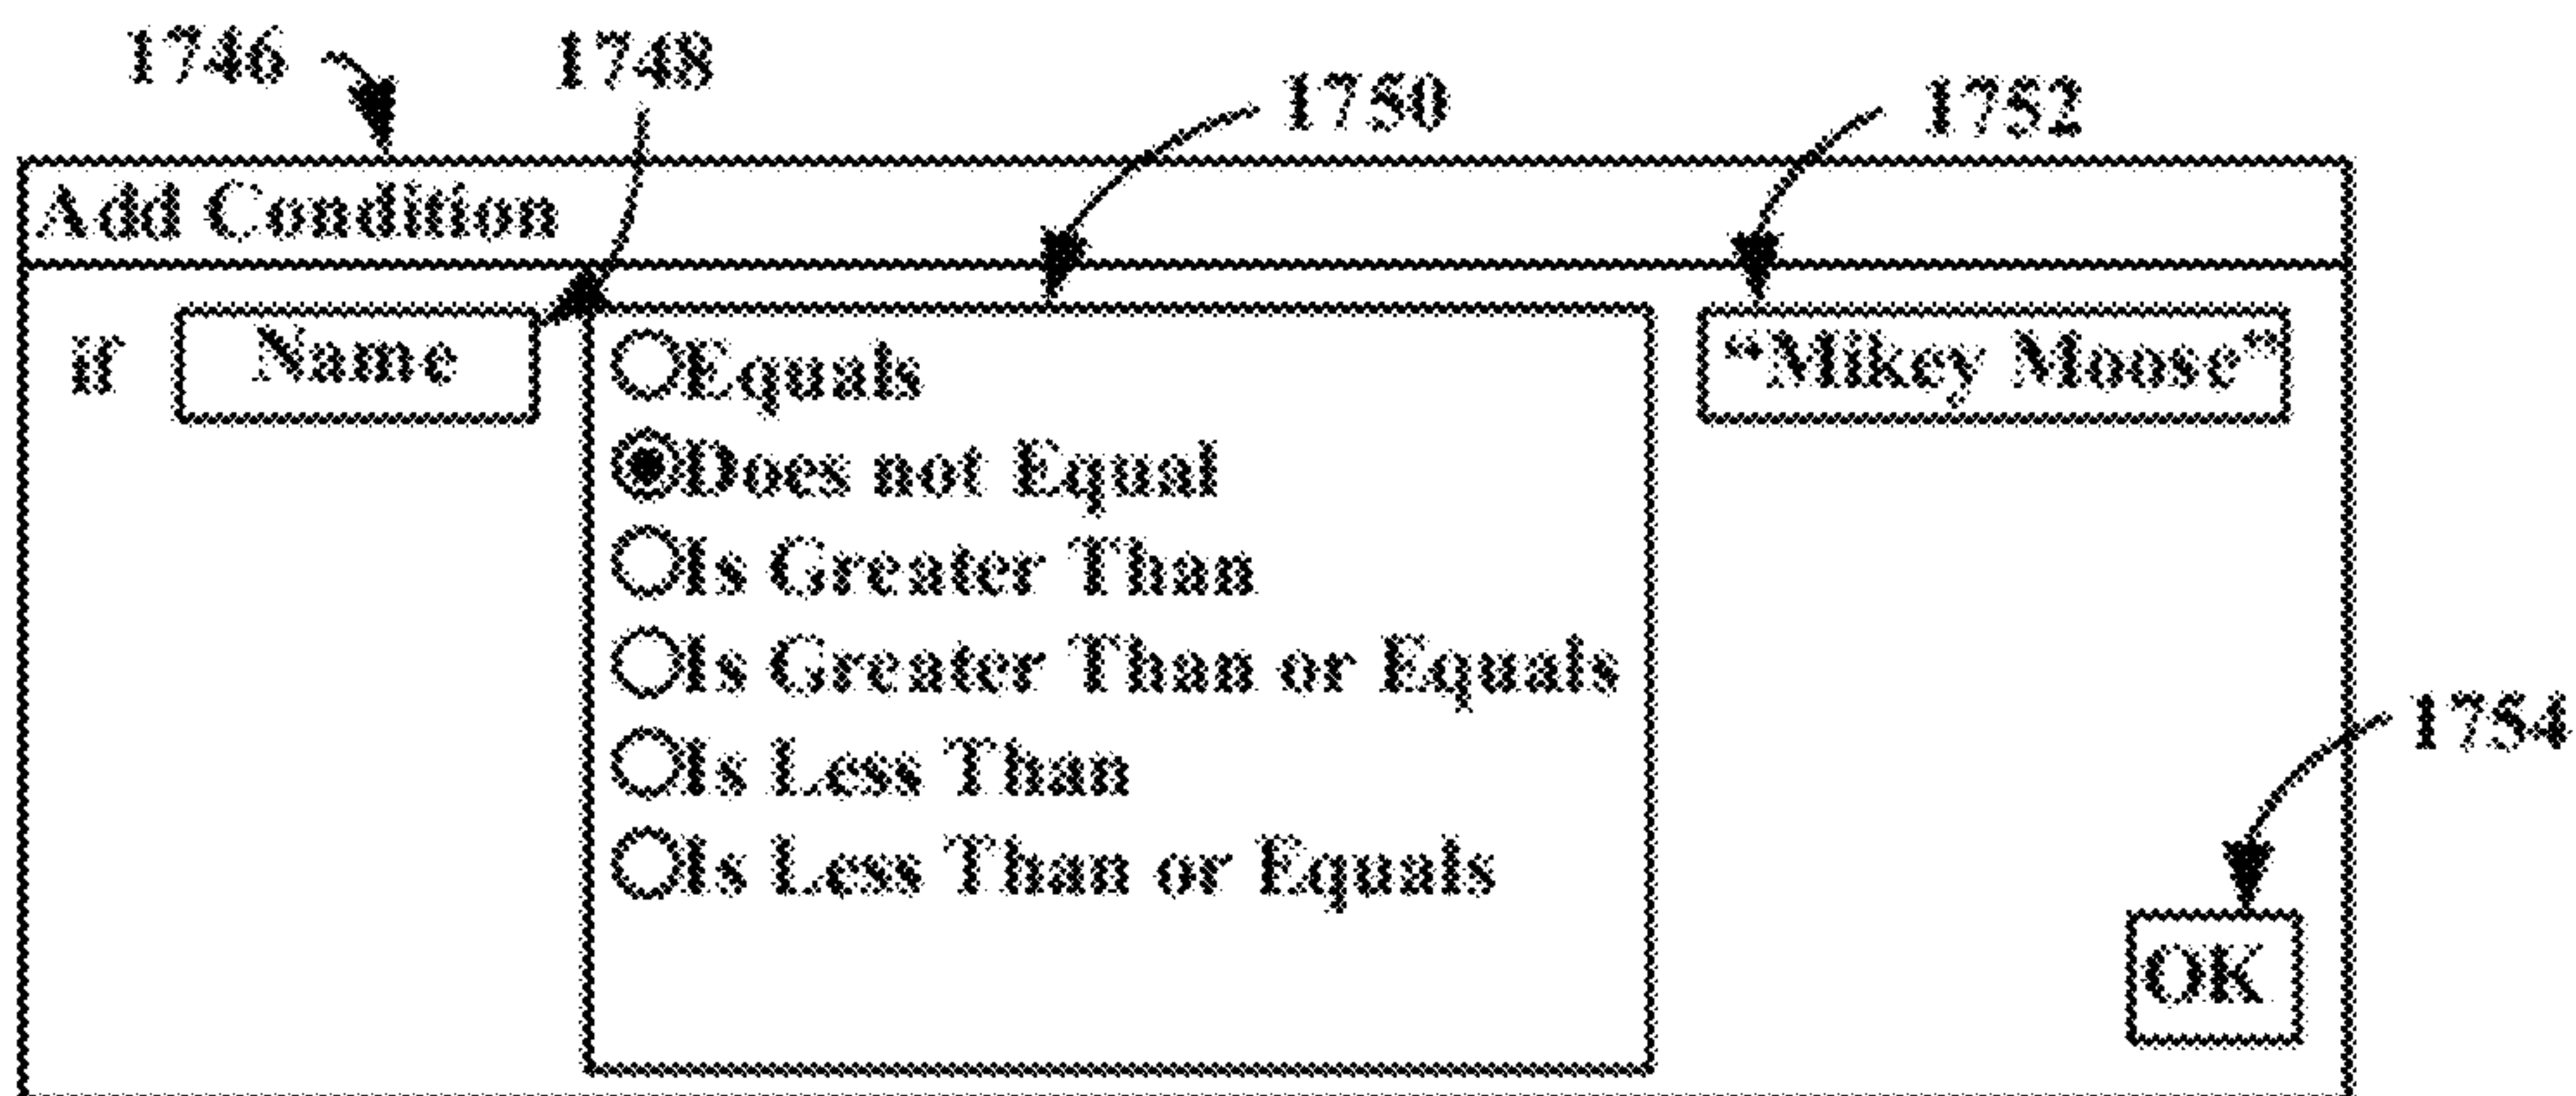 1746 1748 1750 1752
Add Condition
if Name Equals “Mikey Moose”
Does not Equal
Is Greater Than
Is Greater Than or Equals
1754
Is Less Than
Is Less Than or Equals
OK